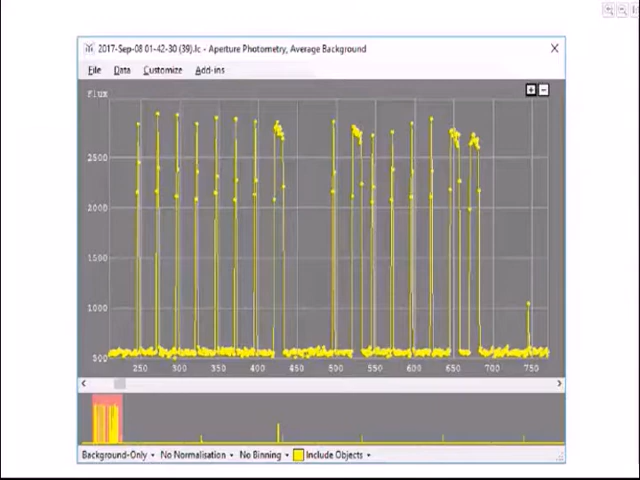 2017-Sep-08 01-42-30 (39).lc - Aperture Photometry, Average Background
File Data Customize Add-ins
Flux
2500
2000
1500
1000
500
250 300 350 400 450 500 550 600 650 700 750
Background-Only No Normalisation No Binning Include Objects